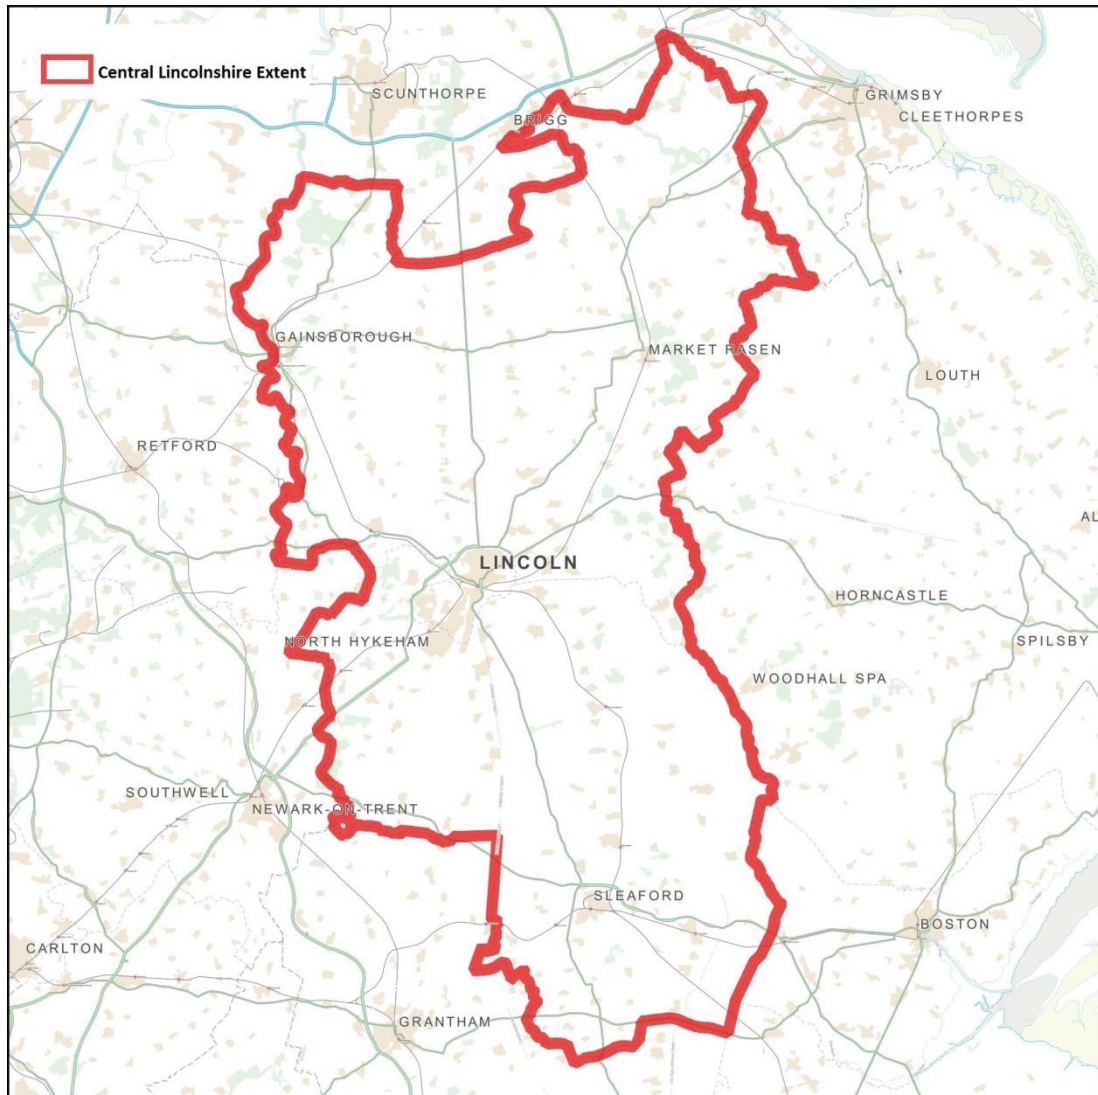 Central Lincolnshire Extent
SCUNTHORPE
GRIMSBY
CLEETHORPES
BRIGG
GAINSBOROUGH
MARKET RASEN
LOUTH
RETFORD
AL
LINCOLN
HORNCASTLE
NORTH HYKEHAM
SPILSBY
WOODHALL SPA
SOUTHWELL
NEWARK-ON-TRENT
SLEAFORD
BOSTON
CARLTON
GRANTHAM